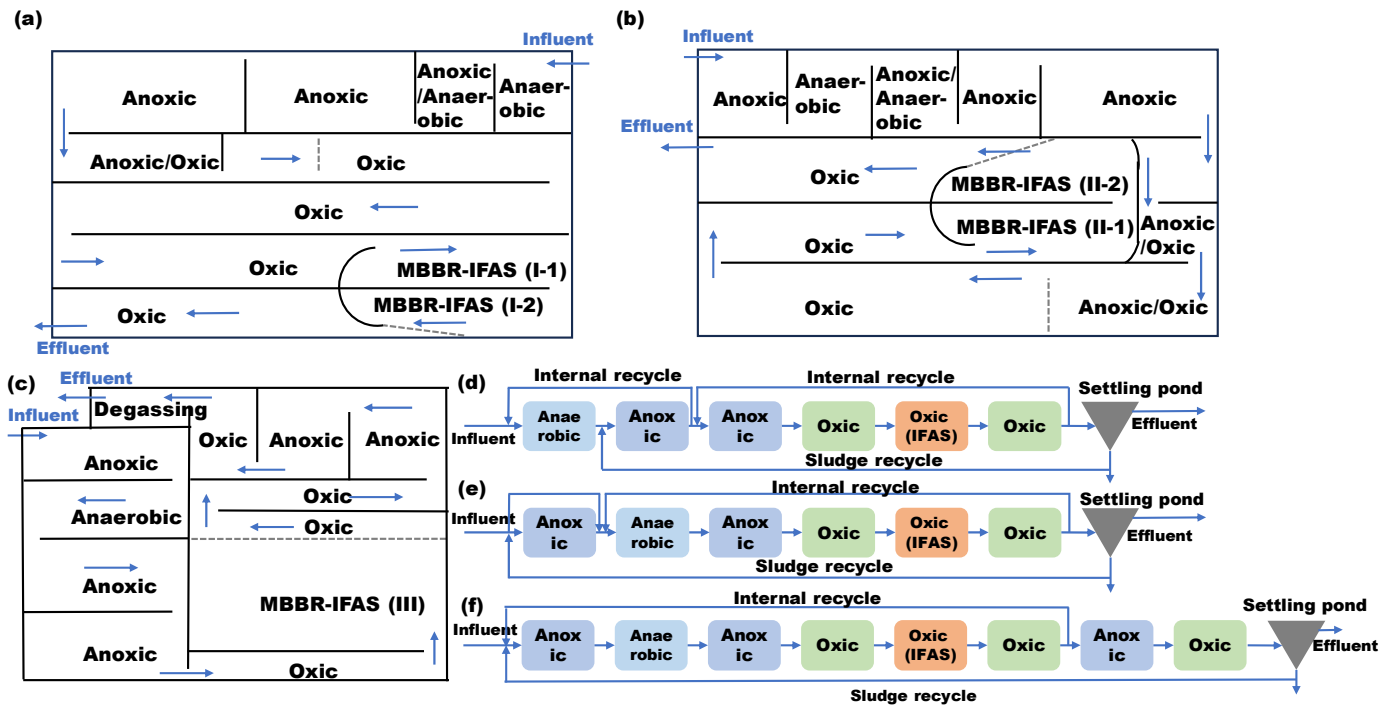 (a)
Influent
Anoxic
Anoxic
Anoxic
/Anaer-
obic
Anaer-
obic
Anoxic/Oxic
Oxic
Oxic
Oxic
MBBR-IFAS (I-1)
MBBR-IFAS (I-2)
Oxic
Effluent
(b)
Influent
Anoxic
Anaer-
obic
Anoxic/
Anaer-
obic
Anoxic
Anoxic
Effluent
Oxic
MBBR-IFAS (II-2)
MBBR-IFAS (II-1)
Anoxic
/Oxic
Oxic
Oxic
Anoxic/Oxic
(c)
Effluent
Influent
Degassing
Oxic
Anoxic
Anoxic
Anoxic
Oxic
Anaerobic
Oxic
Anoxic
MBBR-IFAS (III)
Anoxic
Oxic
(d)
Internal recycle
Internal recycle
Settling pond
Influent
Anae
robic
Anox
ic
Anox
ic
Oxic
Oxic
(IFAS)
Oxic
Effluent
Sludge recycle
(e)
Internal recycle
Settling pond
Influent
Anox
ic
Anae
robic
Anox
ic
Oxic
Oxic
(IFAS)
Oxic
Effluent
Sludge recycle
(f)
Internal recycle
Settling pond
Influent
Anox
ic
Anae
robic
Anox
ic
Oxic
Oxic
(IFAS)
Oxic
Anox
ic
Oxic
Effluent
Sludge recycle